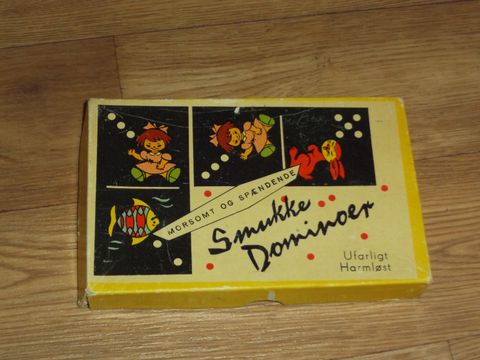 MORSOMT OG SPÆNDENDE
Smukke
Dominoer
Ufarligt
Harmløst